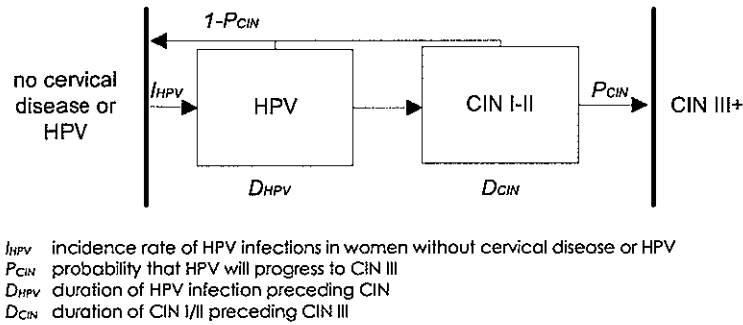 1-PCIN
no cervical
disease or
HPV
IHPV
HPV
CIN I-II
PCIN
CIN III+
DHPV
DCIN
IHPV incidence rate of HPV infections in women without cervical disease or HPV
PCIN probability that HPV will progress to CIN III
DHPV duration of HPV infection preceding CIN
DCIN duration of CIN I/II preceding CIN III